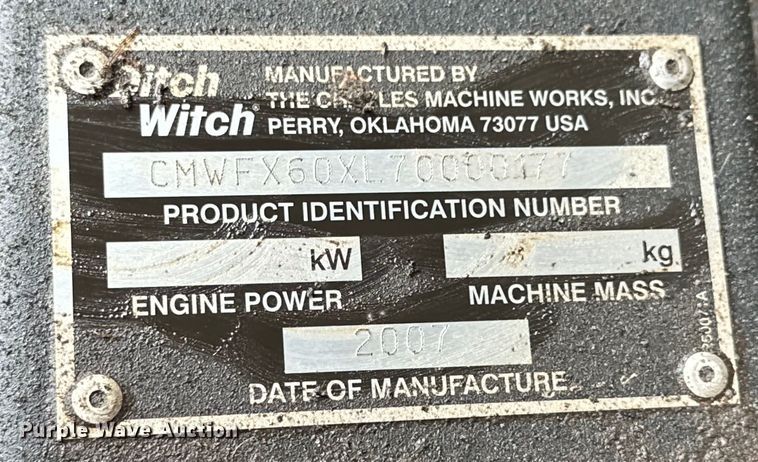 Ditch Witch®
MANUFACTURED BY
THE CHARLES MACHINE WORKS, INC.
PERRY, OKLAHOMA 73077 USA
CMWFX60XL70000177
PRODUCT IDENTIFICATION NUMBER
kW
kg
ENGINE POWER
MACHINE MASS
2007
DATE OF MANUFACTURE
Purple Wave Auction